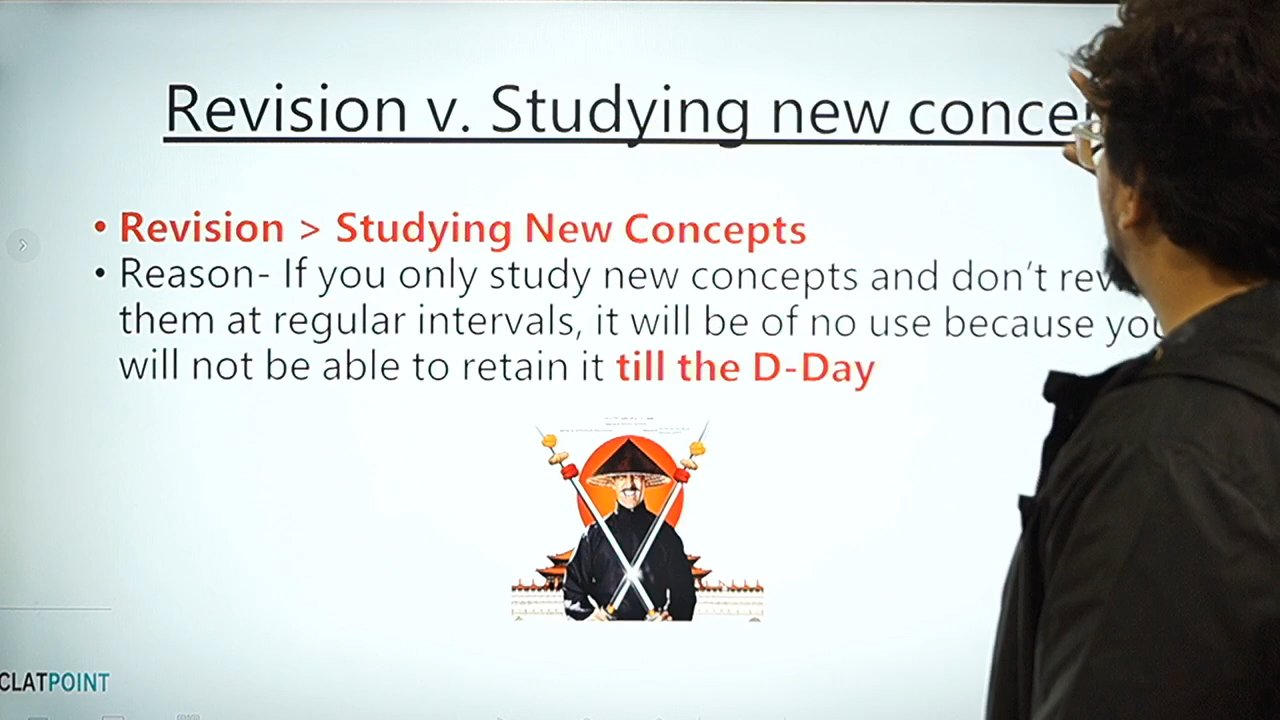 Revision v. Studying new
• Revision > Studying New Concepts
• Reason- If you only study new concepts and don't
them at regular intervals, it will be of no use because you
will not be able to retain it till the D-Day
CLATPOINT